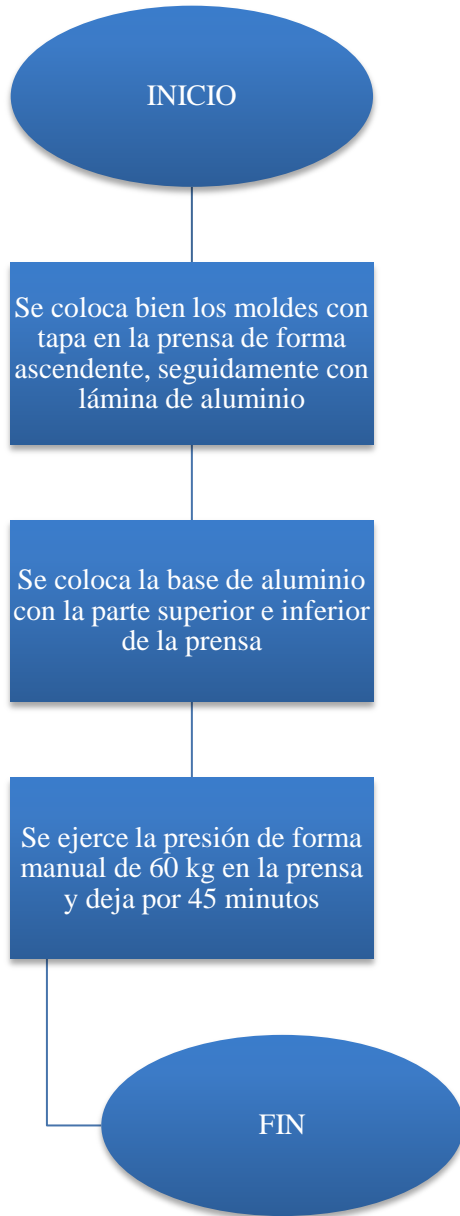 INICIO
Se coloca bien los moldes con
tapa en la prensa de forma
ascendente, seguidamente con
lámina de aluminio
Se coloca la base de aluminio
con la parte superior e inferior
de la prensa
Se ejerce la presión de forma
manual de 60 kg en la prensa
y deja por 45 minutos
FIN